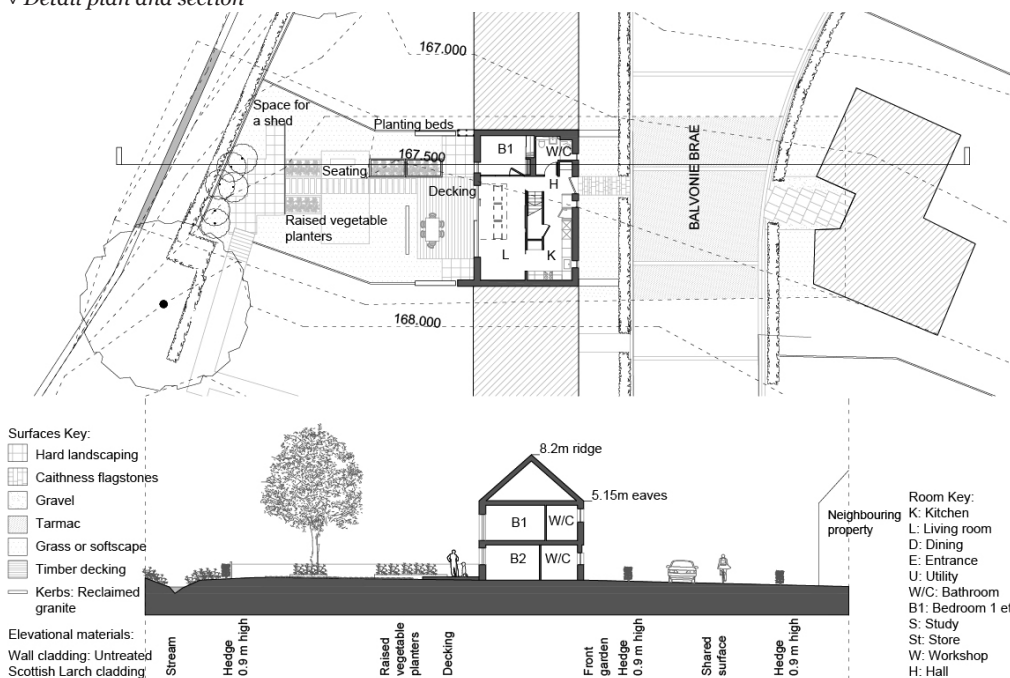 v Detail plan and section
167.000
Space for
a shed
Planting beds
B1
W/C
167.500
Seating
H
Decking
Raised vegetable
planters
L
K
BALVONIE BRAE
168.000
Surfaces Key:
Hard landscaping
Caithness flagstones
Gravel
Tarmac
Grass or softscape
Timber decking
Kerbs: Reclaimed
granite
Elevational materials:
Wall cladding: Untreated
Scottish Larch cladding
8.2m ridge
5.15m eaves
B1
W/C
B2
W/C
Neighbouring
property
Stream
Hedge
0.9 m high
Raised
vegetable
planters
Decking
Front
garden
Hedge
0.9 m high
Shared
surface
Hedge
0.9 m high
Room Key:
K: Kitchen
L: Living room
D: Dining
E: Entrance
U: Utility
W/C: Bathroom
B1: Bedroom 1 et
S: Study
St: Store
W: Workshop
H: Hall